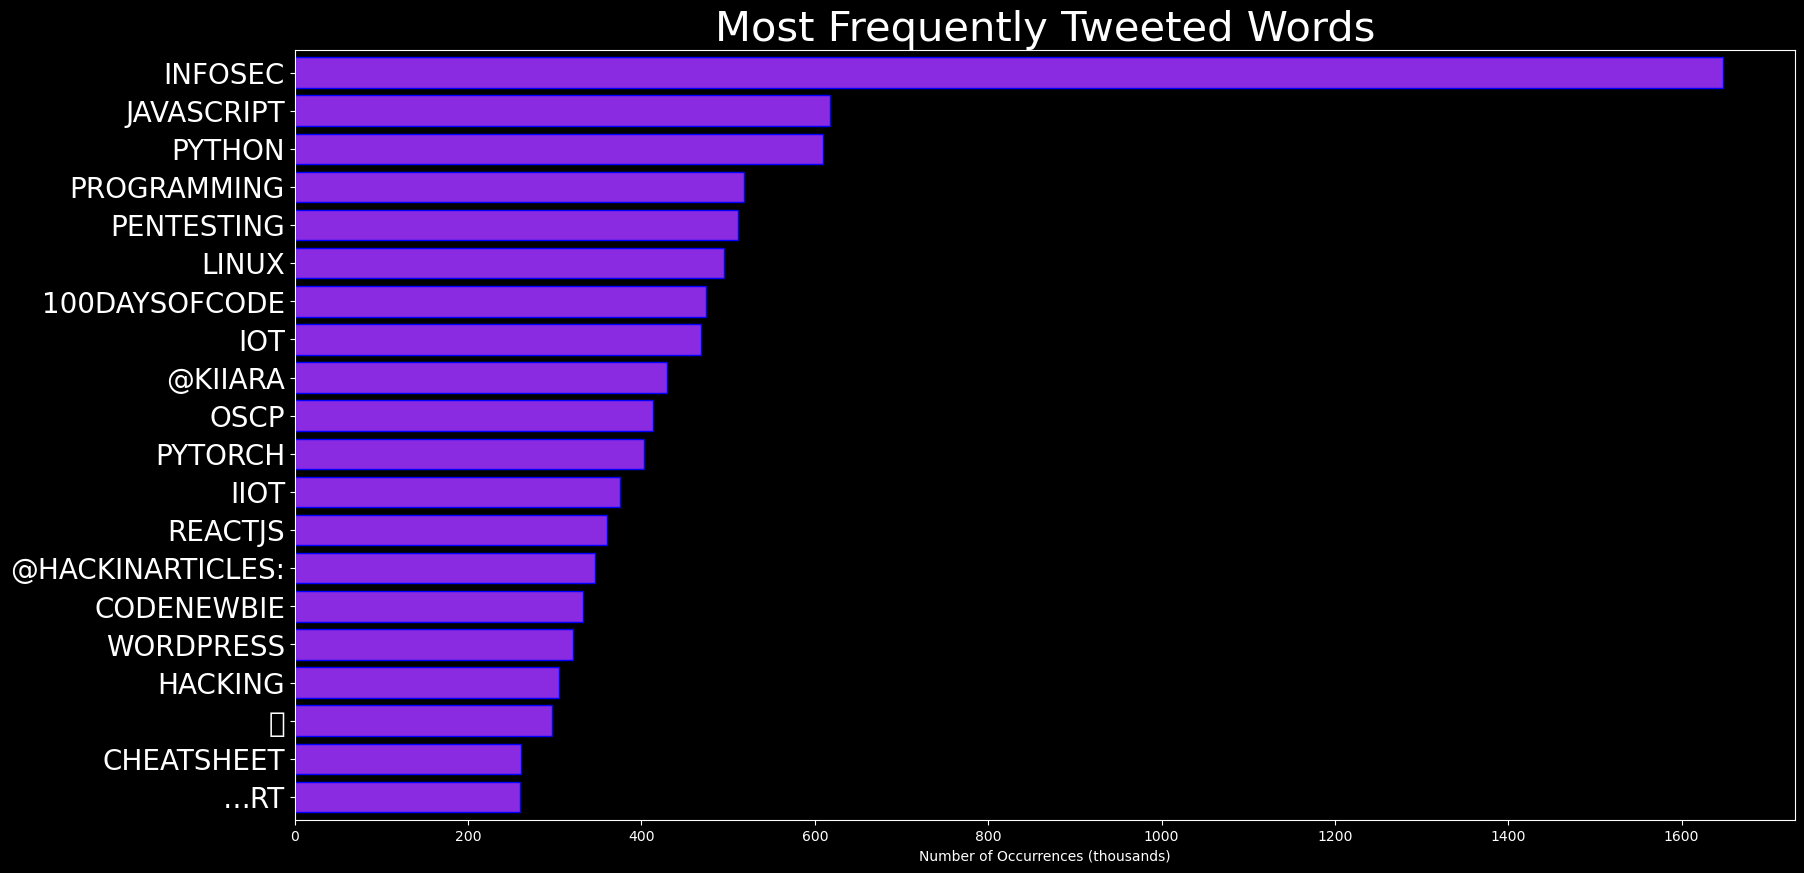 Most Frequently Tweeted Words
INFOSEC
JAVASCRIPT
PYTHON
PROGRAMMING
PENTESTING
LINUX
100DAYSOFCODE
IOT
@KIIARA
OSCP
PYTORCH
IIOT
REACTJS
@HACKINARTICLES:
CODENEWBIE
WORDPRESS
HACKING
CHEATSHEET
…RT
0 200 400 600 800 1000 1200 1400 1600
Number of Occurrences (thousands)